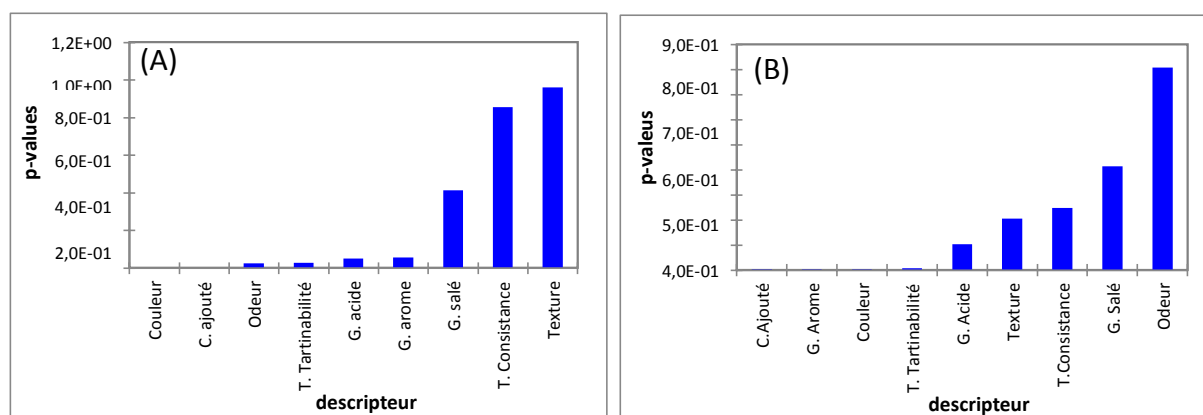 (A)
1,2E+00
1,0E+00
8,0E-01
6,0E-01
4,0E-01
2,0E-01
p-values
Couleur
C. ajouté
Odeur
T. Tartinabilité
G. acide
G. arome
G. salé
T. Consistance
Texture
descripteur
(B)
9,0E-01
8,0E-01
7,0E-01
6,0E-01
5,0E-01
4,0E-01
p-valeus
C.Ajouté
G. Arome
Couleur
T. Tartinabilité
G. Acide
Texture
T.Consistance
G. Salé
Odeur
descripteur